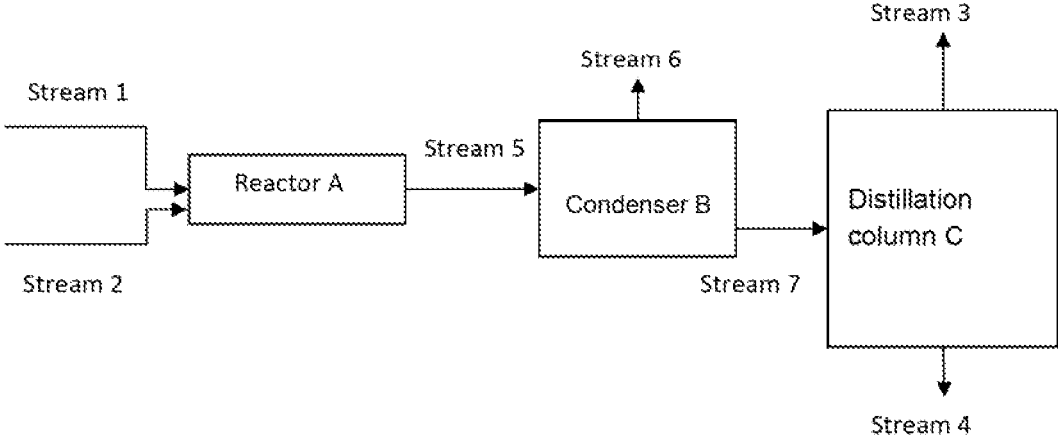 Stream 3
Stream 6
Stream 1
Stream 5
Reactor A
Condenser B
Distillation
column C
Stream 2
Stream 7
Stream 4